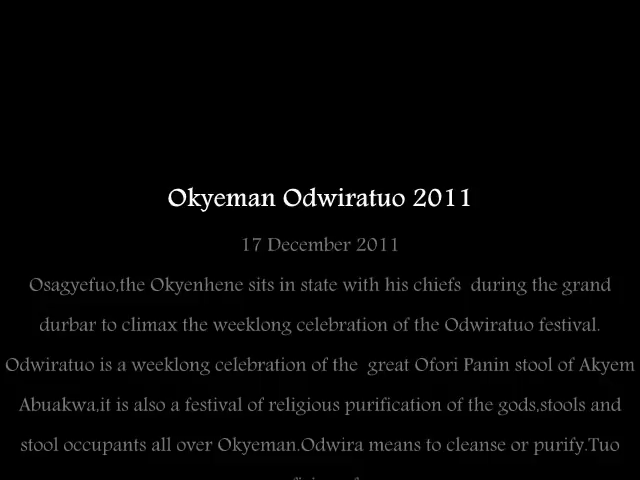 Okyeman Odwiratuo 2011
17 December 2011
Osagyefuo,the Okyenhene sits in state with his chiefs  during the grand
durbar to climax the weeklong celebration of the Odwiratuo festival.
Odwiratuo is a weeklong celebration of the  great Ofori Panin stool of Akyem
Abuakwa,it is also a festival of religious purification of the gods,stools and
stool occupants all over Okyeman.Odwira means to cleanse or purify.Tuo